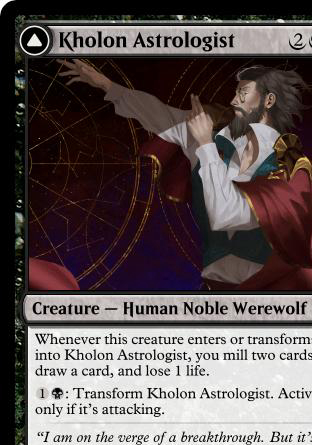 Kholon Astrologist 2
Creature — Human Noble Werewolf
Whenever this creature enters or transforms
into Kholon Astrologist, you mill two cards
draw a card, and lose 1 life.
1 : Transform Kholon Astrologist. Activ
only if it's attacking.
"I am on the verge of a breakthrough. But it's